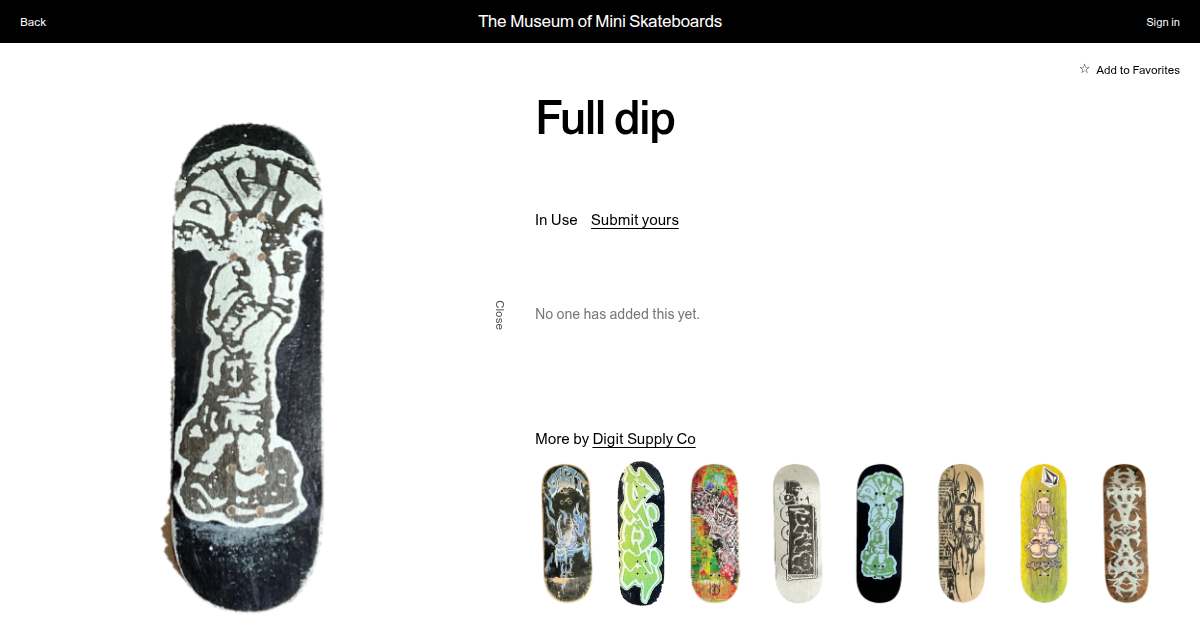 Back
The Museum of Mini Skateboards
Sign in
☆ Add to Favorites
Full dip
DIGIT
In Use Submit yours
Close
No one has added this yet.
More by Digit Supply Co